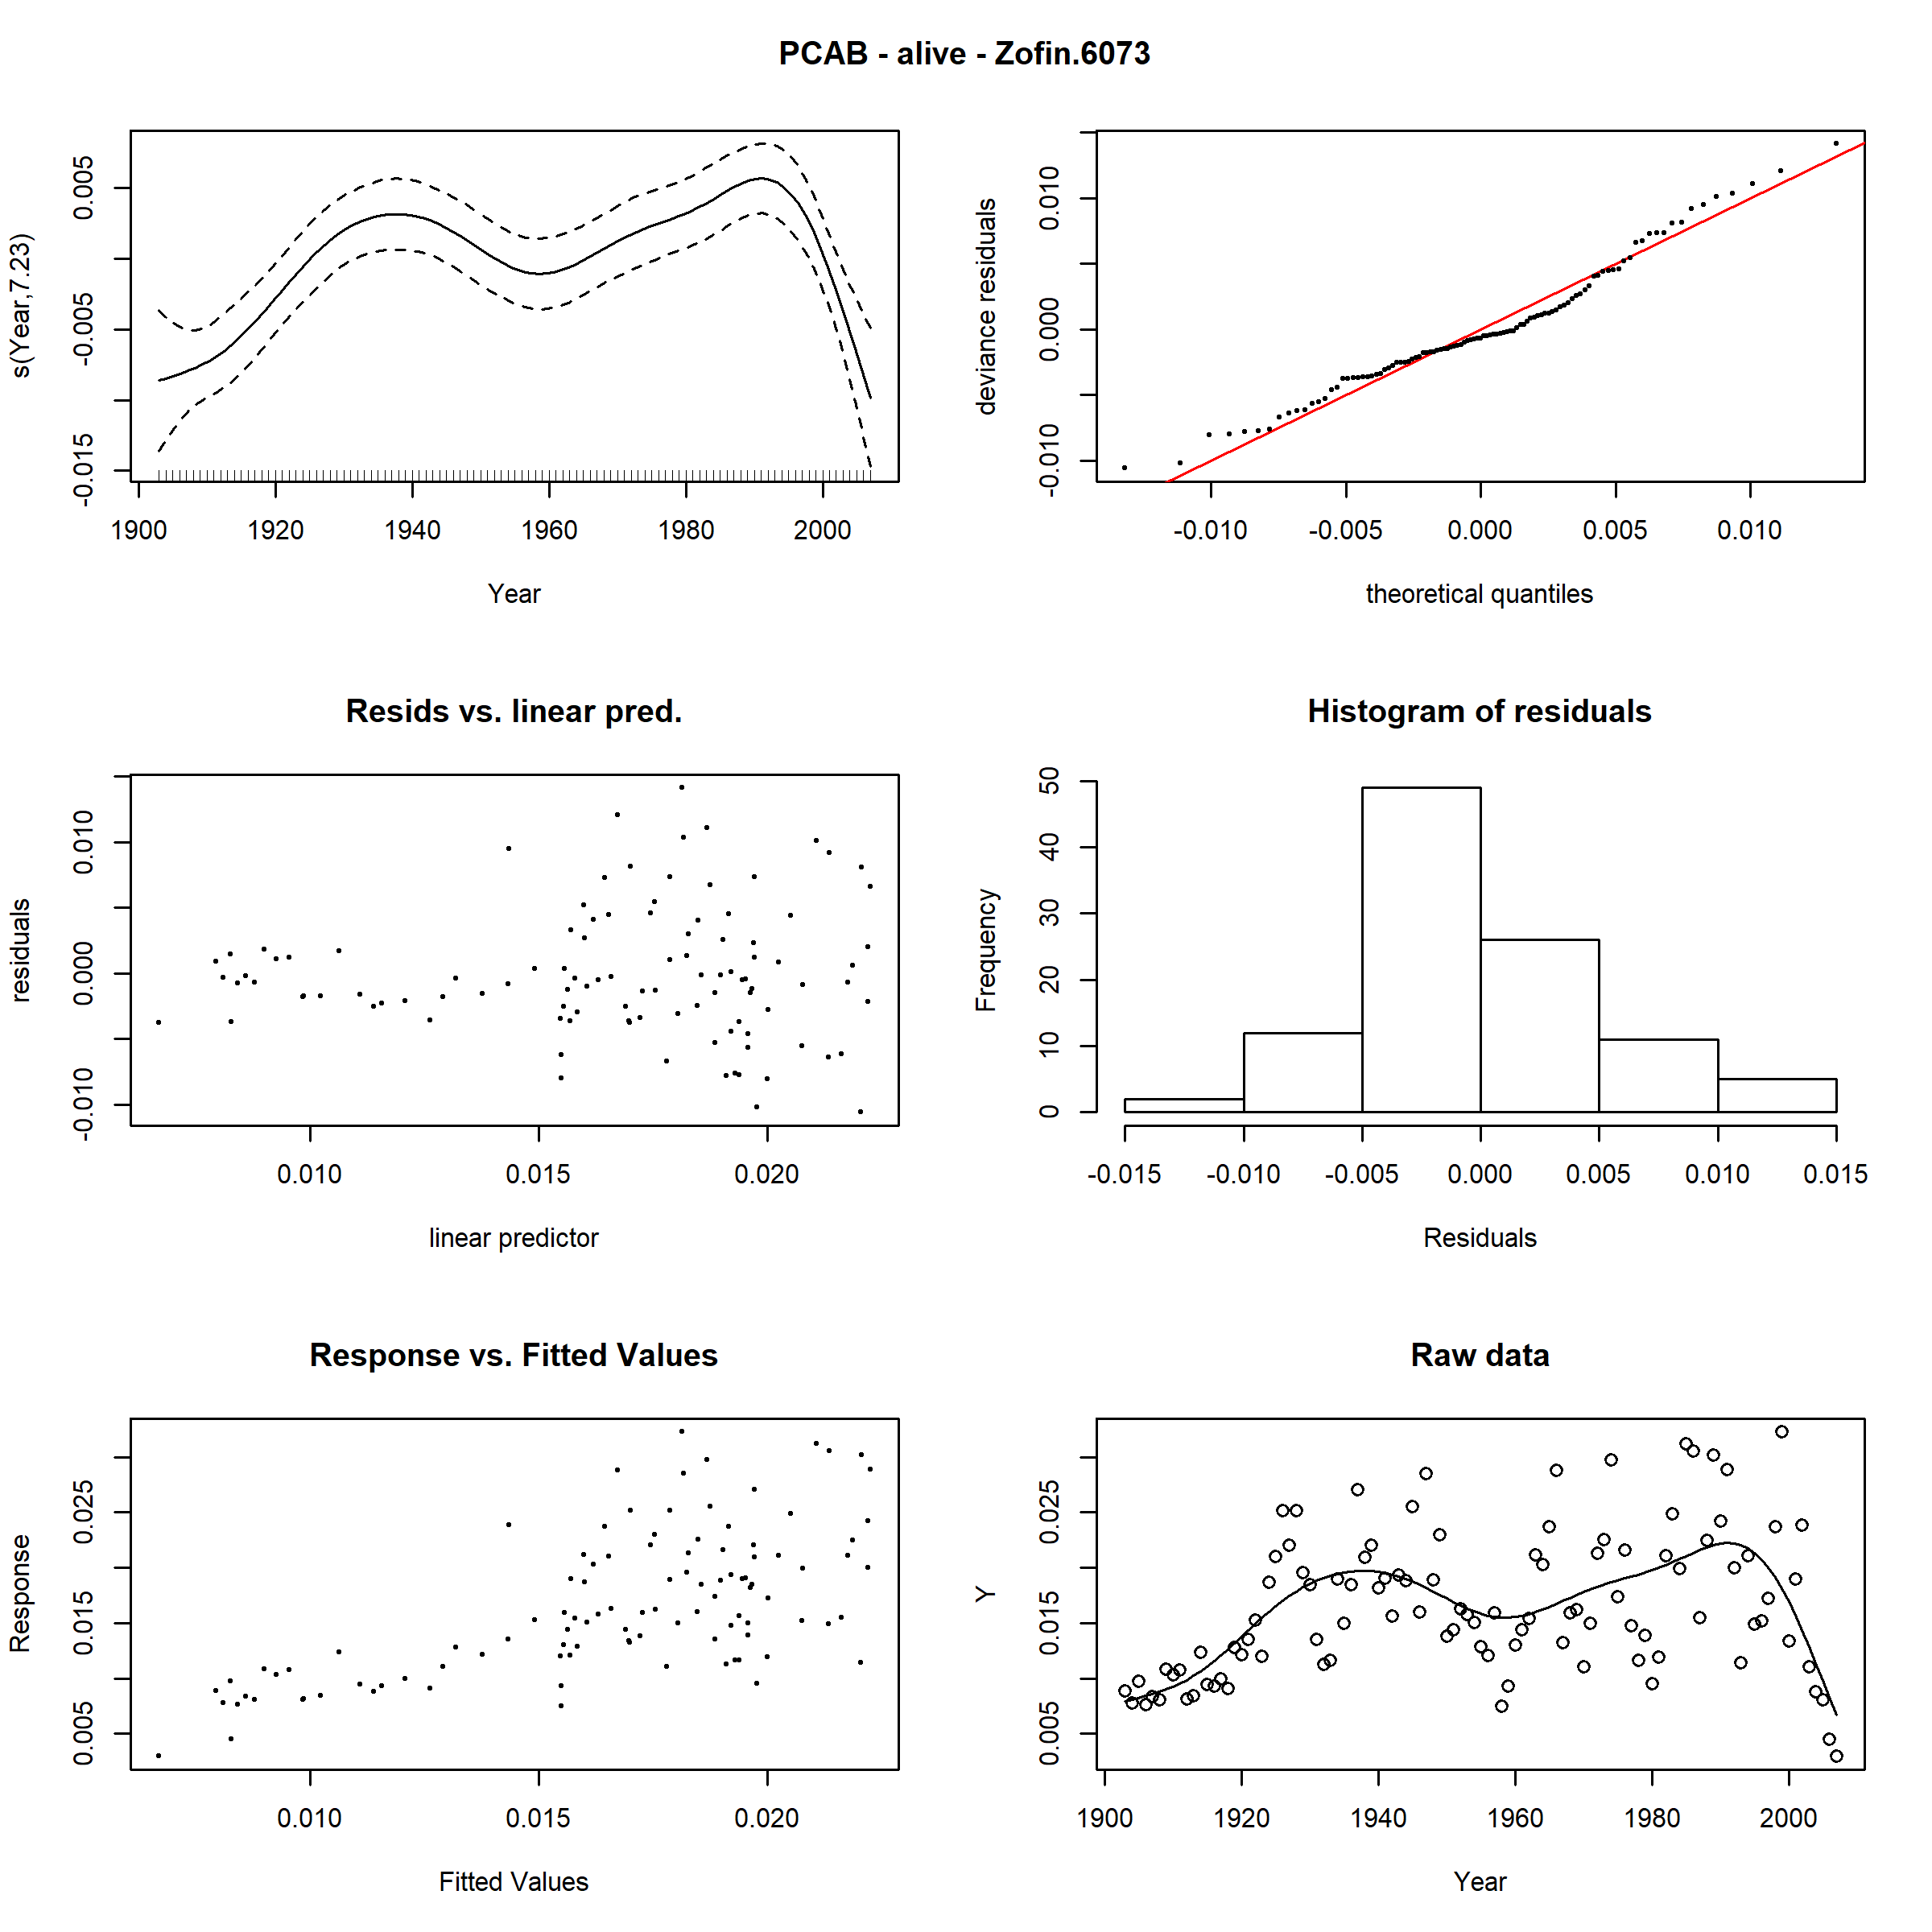 PCAB - alive - Zofin.6073
s(Year,7.23)
0.005
-0.005
-0.015
1900 1920 1940 1960 1980 2000
Year
deviance residuals
0.010
0.000
-0.010
-0.010 -0.005 0.000 0.005 0.010
theoretical quantiles
Resids vs. linear pred.
residuals
0.010
0.000
-0.010
0.010 0.015 0.020
linear predictor
Histogram of residuals
Frequency
50
40
30
20
10
0
-0.015 -0.010 -0.005 0.000 0.005 0.010 0.015
Residuals
Response vs. Fitted Values
Response
0.025
0.015
0.005
0.010 0.015 0.020
Fitted Values
Raw data
Y
0.025
0.015
0.005
1900 1920 1940 1960 1980 2000
Year